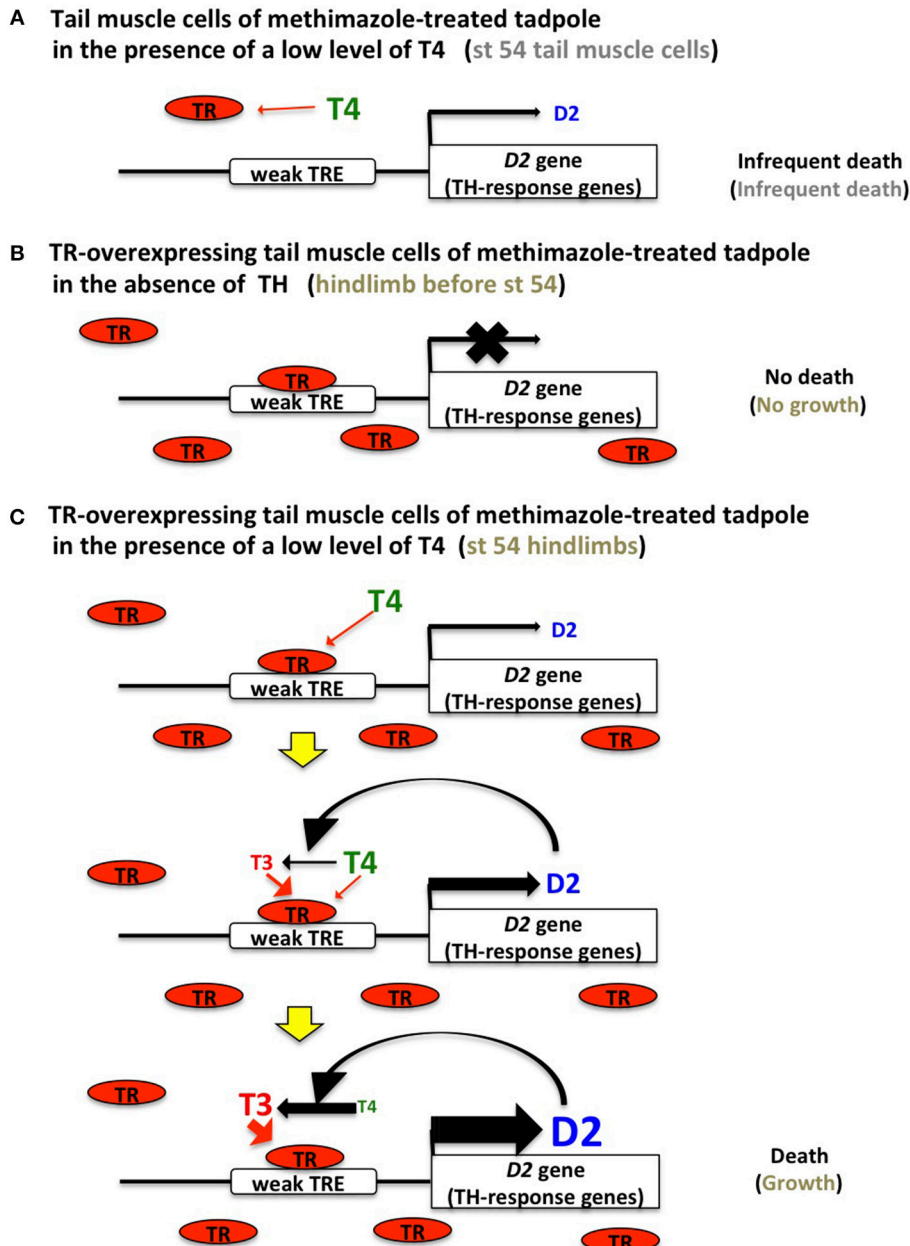 A Tail muscle cells of methimazole-treated tadpole
in the presence of a low level of T4 (st 54 tail muscle cells)
TR T4 D2
weak TRE
D2 gene
(TH-response genes)
Infrequent death
(Infrequent death)
B TR-overexpressing tail muscle cells of methimazole-treated tadpole
in the absence of TH (hindlimb before st 54)
TR
TR
weak TRE
D2 gene
(TH-response genes)
No death
(No growth)
TR TR TR
C TR-overexpressing tail muscle cells of methimazole-treated tadpole
in the presence of a low level of T4 (st 54 hindlimbs)
T4
TR
D2
TR
weak TRE
D2 gene
(TH-response genes)
TR TR TR
T3 T4
TR
D2
TR
weak TRE
D2 gene
(TH-response genes)
TR TR TR
TR
T3 T4
D2
TR
weak TRE
D2 gene
(TH-response genes)
Death
(Growth)
TR TR TR